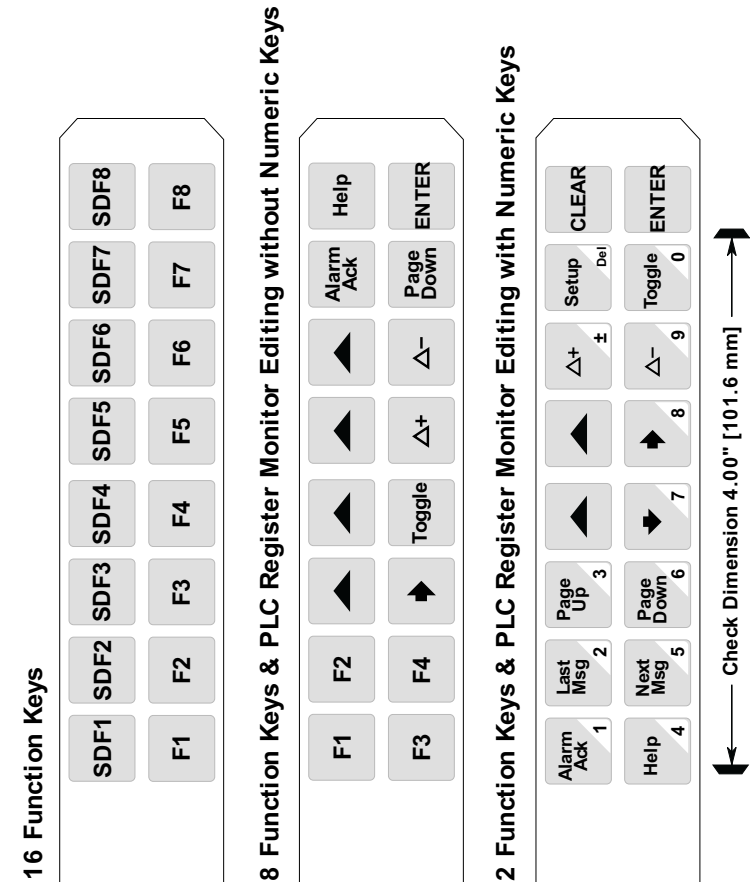 16 Function Keys
SDF1 SDF2 SDF3 SDF4 SDF5 SDF6 SDF7 SDF8
F1 F2 F3 F4 F5 F6 F7 F8
8 Function Keys & PLC Register Monitor Editing without Numeric Keys
F1 F2 Alarm Ack Help
F3 F4 Toggle Δ+ Δ− Page Down ENTER
2 Function Keys & PLC Register Monitor Editing with Numeric Keys
Alarm Ack 1 Last Msg 2 Page Up 3 Δ+ ± Setup Del CLEAR
Help 4 Next Msg 5 Page Down 6 7 8 Δ− 9 Toggle 0 ENTER
Check Dimension 4.00" [101.6 mm]